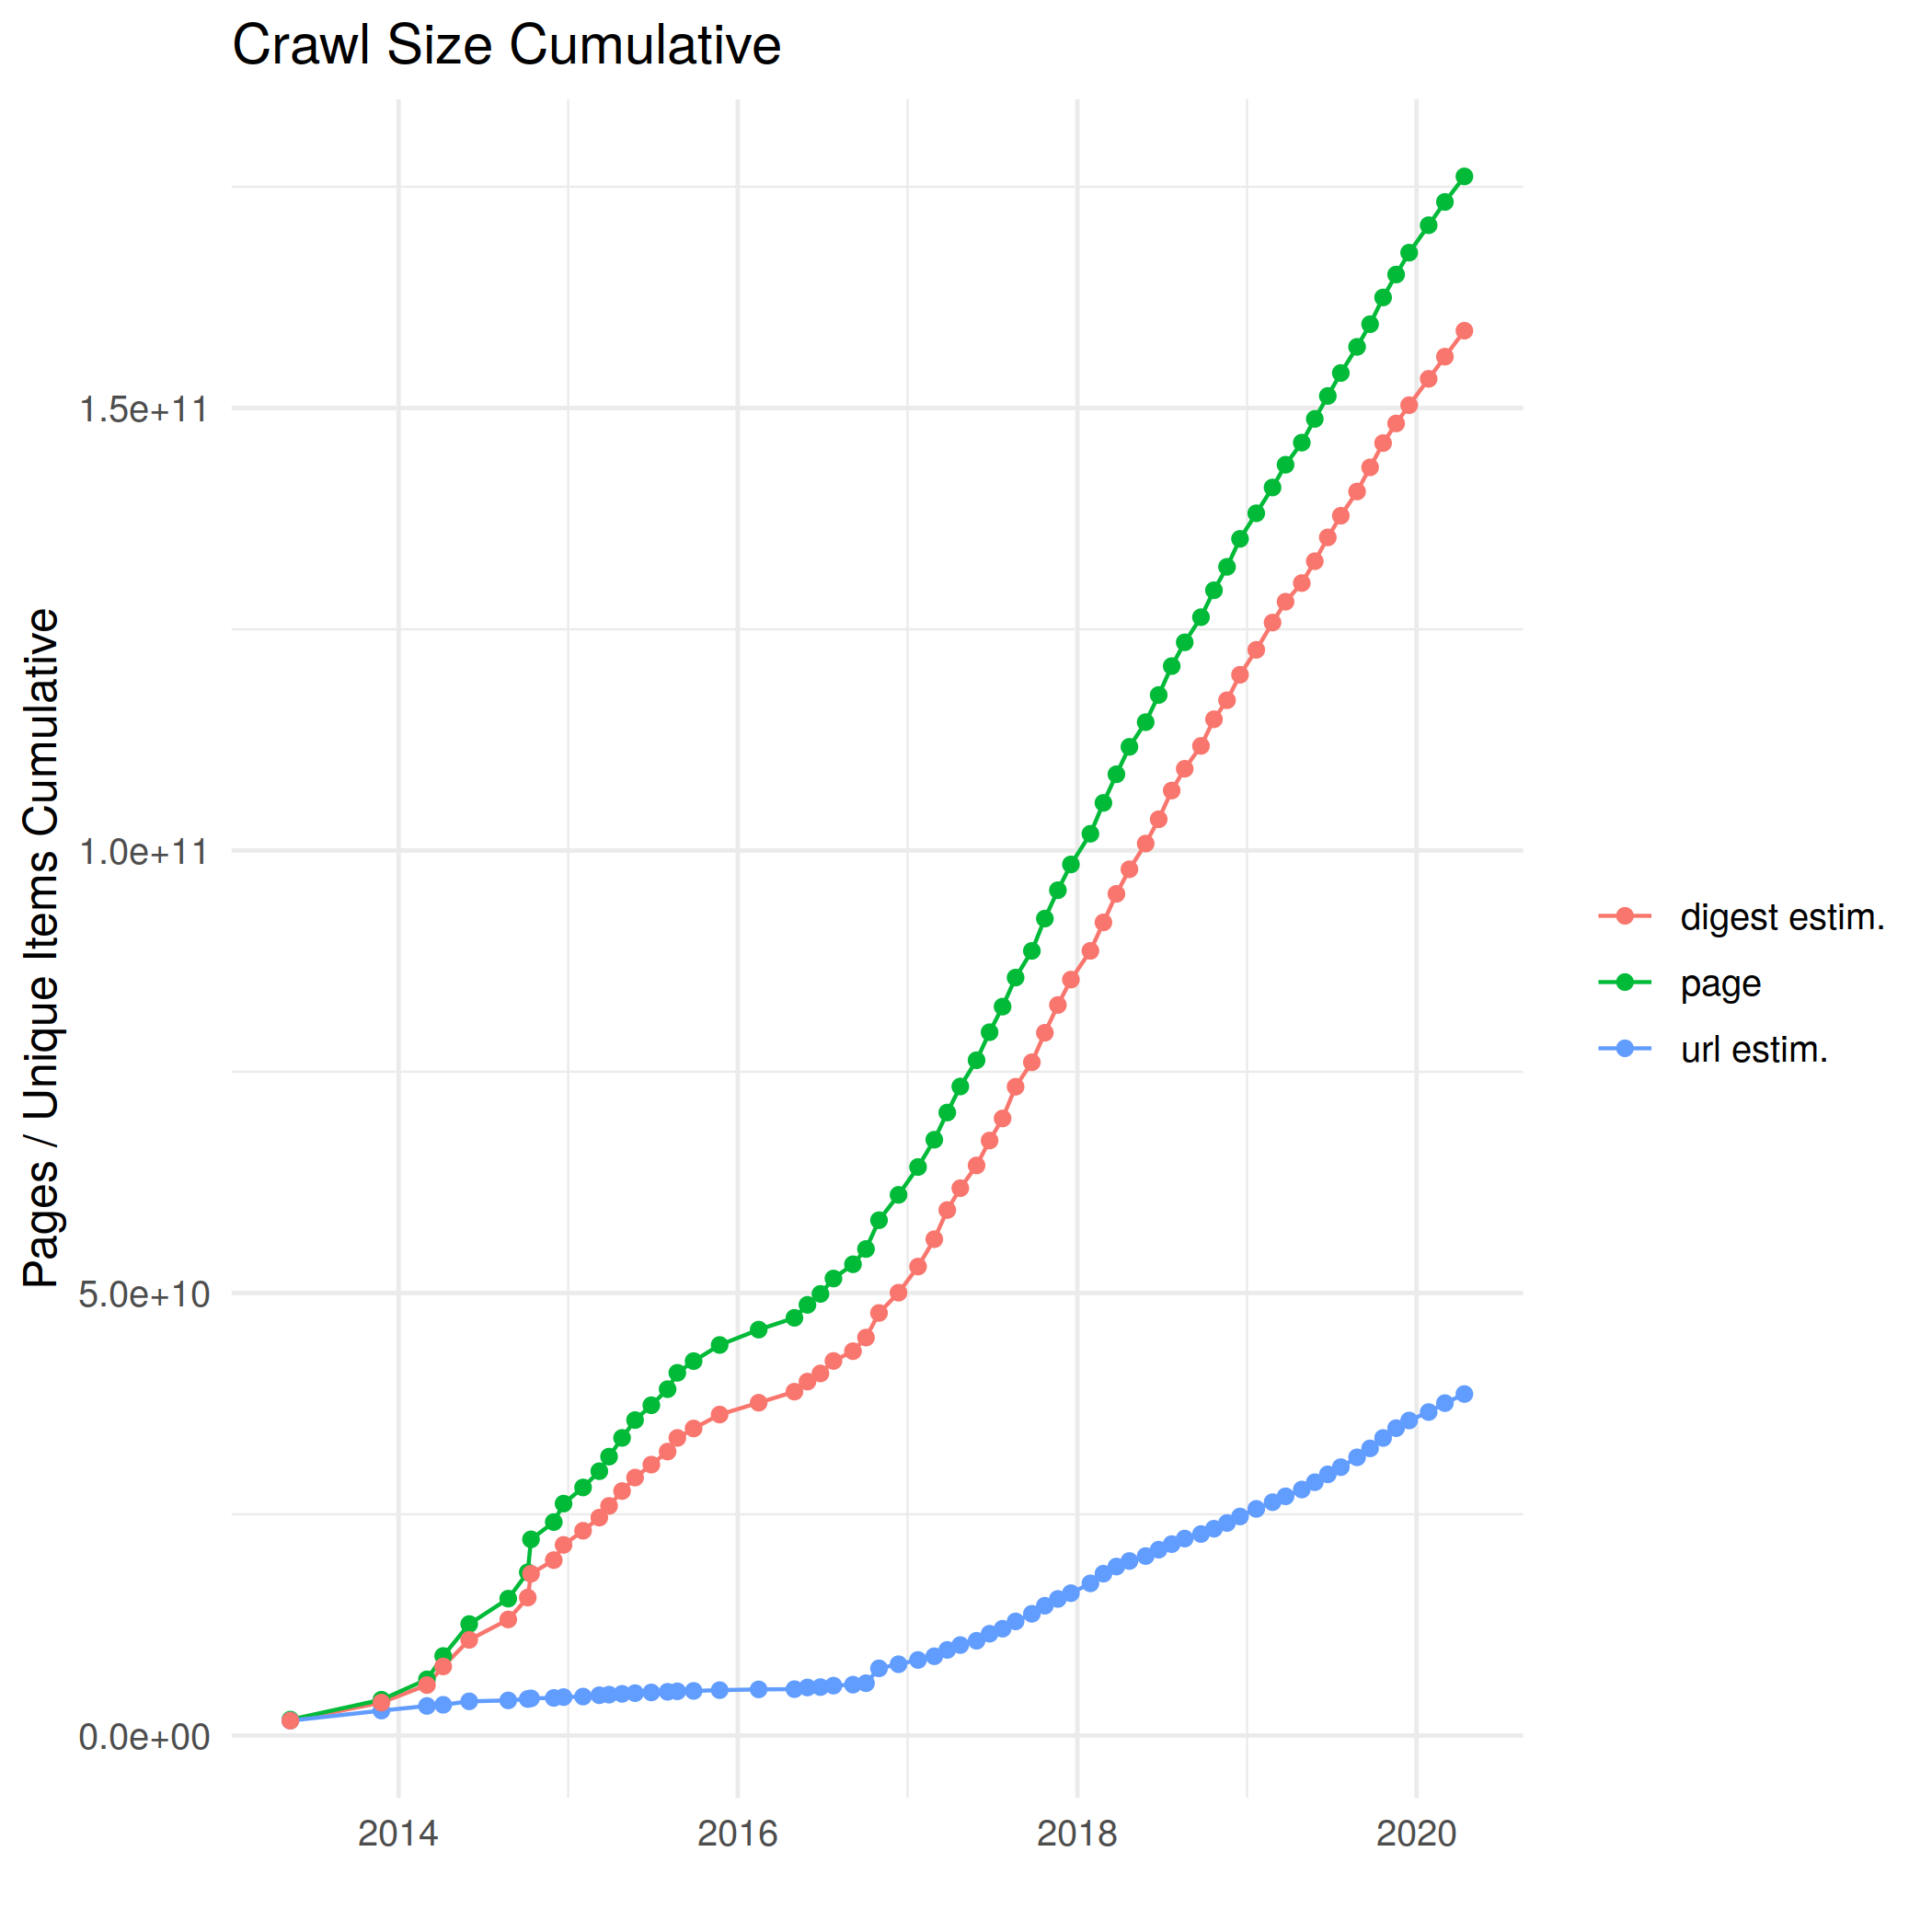 Crawl Size Cumulative
Pages / Unique Items Cumulative
1.5e+11
1.0e+11
5.0e+10
0.0e+00
2014
2016
2018
2020
digest estim.
page
url estim.